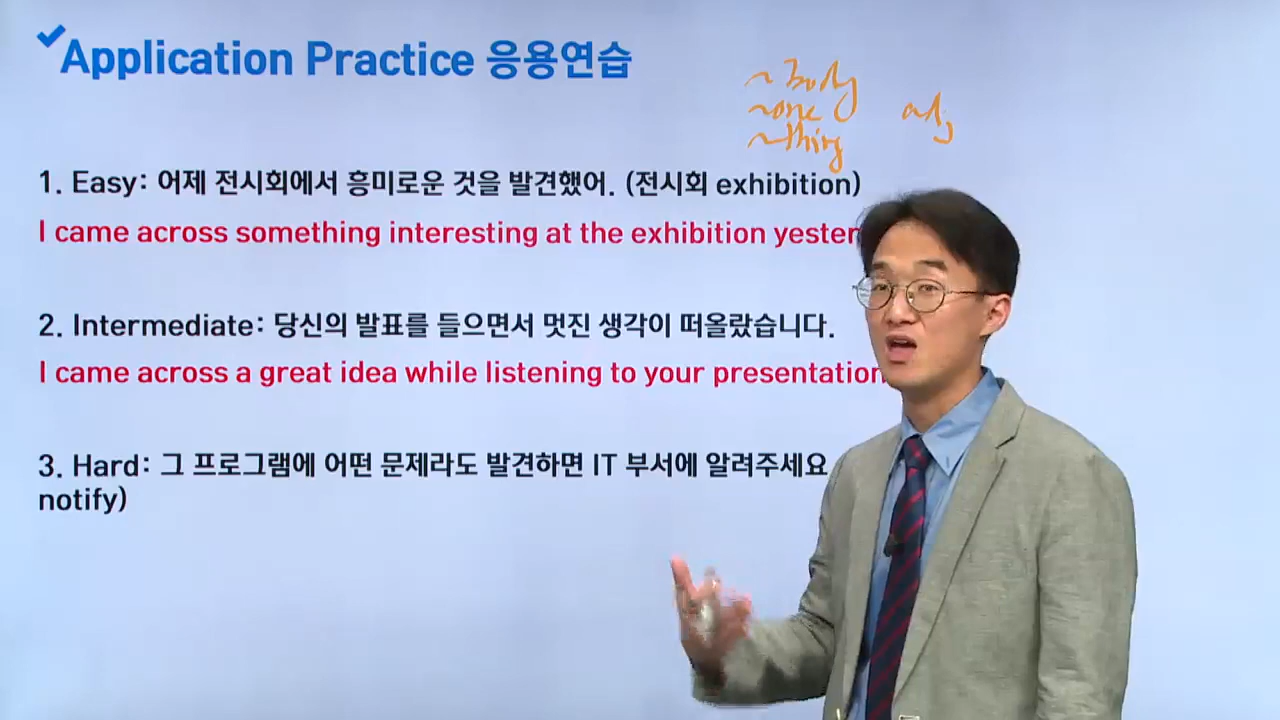 Application Practice 응용연습
~Body
~one adj
~thing
1. Easy: 어제 전시회에서 흥미로운 것을 발견했어. (전시회 exhibition)
I came across something interesting at the exhibition yester
2. Intermediate: 당신의 발표를 들으면서 멋진 생각이 떠올랐습니다.
I came across a great idea while listening to your presentation
3. Hard: 그 프로그램에 어떤 문제라도 발견하면 IT 부서에 알려주세요
notify)